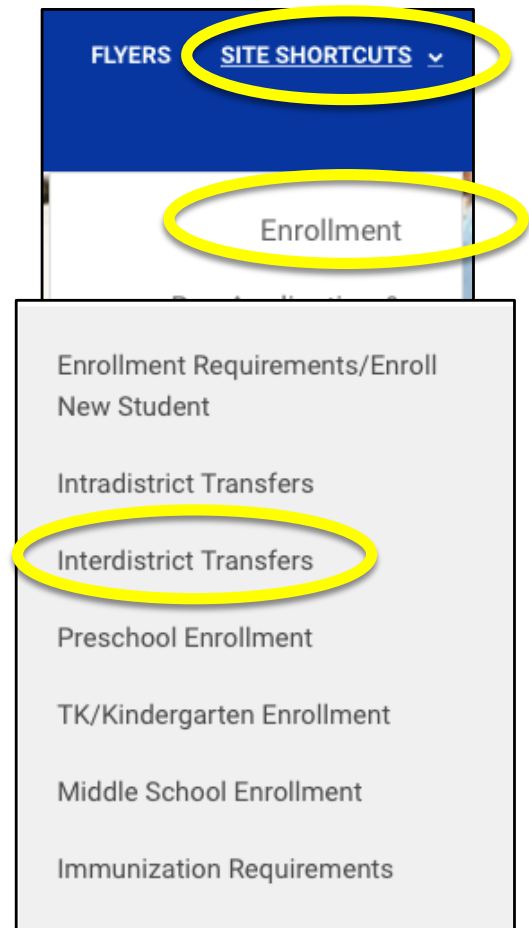 FLYERS SITE SHORTCUTS
Enrollment
Enrollment Requirements/Enroll
New Student
Intradistrict Transfers
Interdistrict Transfers
Preschool Enrollment
TK/Kindergarten Enrollment
Middle School Enrollment
Immunization Requirements